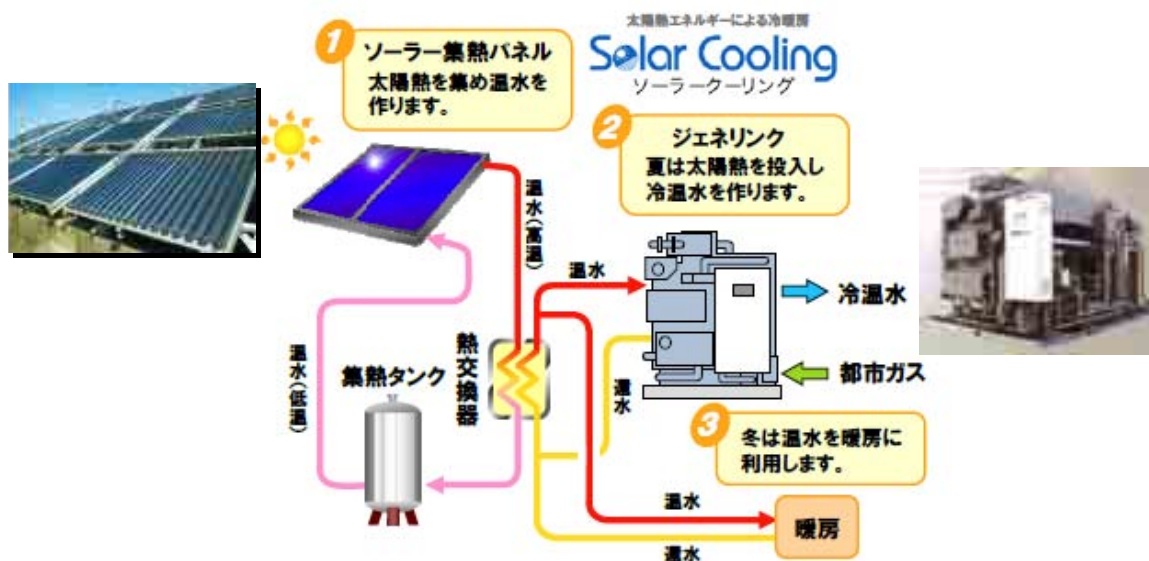 太陽熱エネルギーによる冷暖房
Solar Cooling
ソーラークーリング
1
ソーラー集熱パネル
太陽熱を集め温水を
作ります。
2
ジェネリンク
夏は太陽熱を投入し
冷温水を作ります。
温水(高温)
温水
冷温水
温水(低温)
集熱タンク
熱交換器
還水
都市ガス
3
冬は温水を暖房に
利用します。
温水
暖房
還水